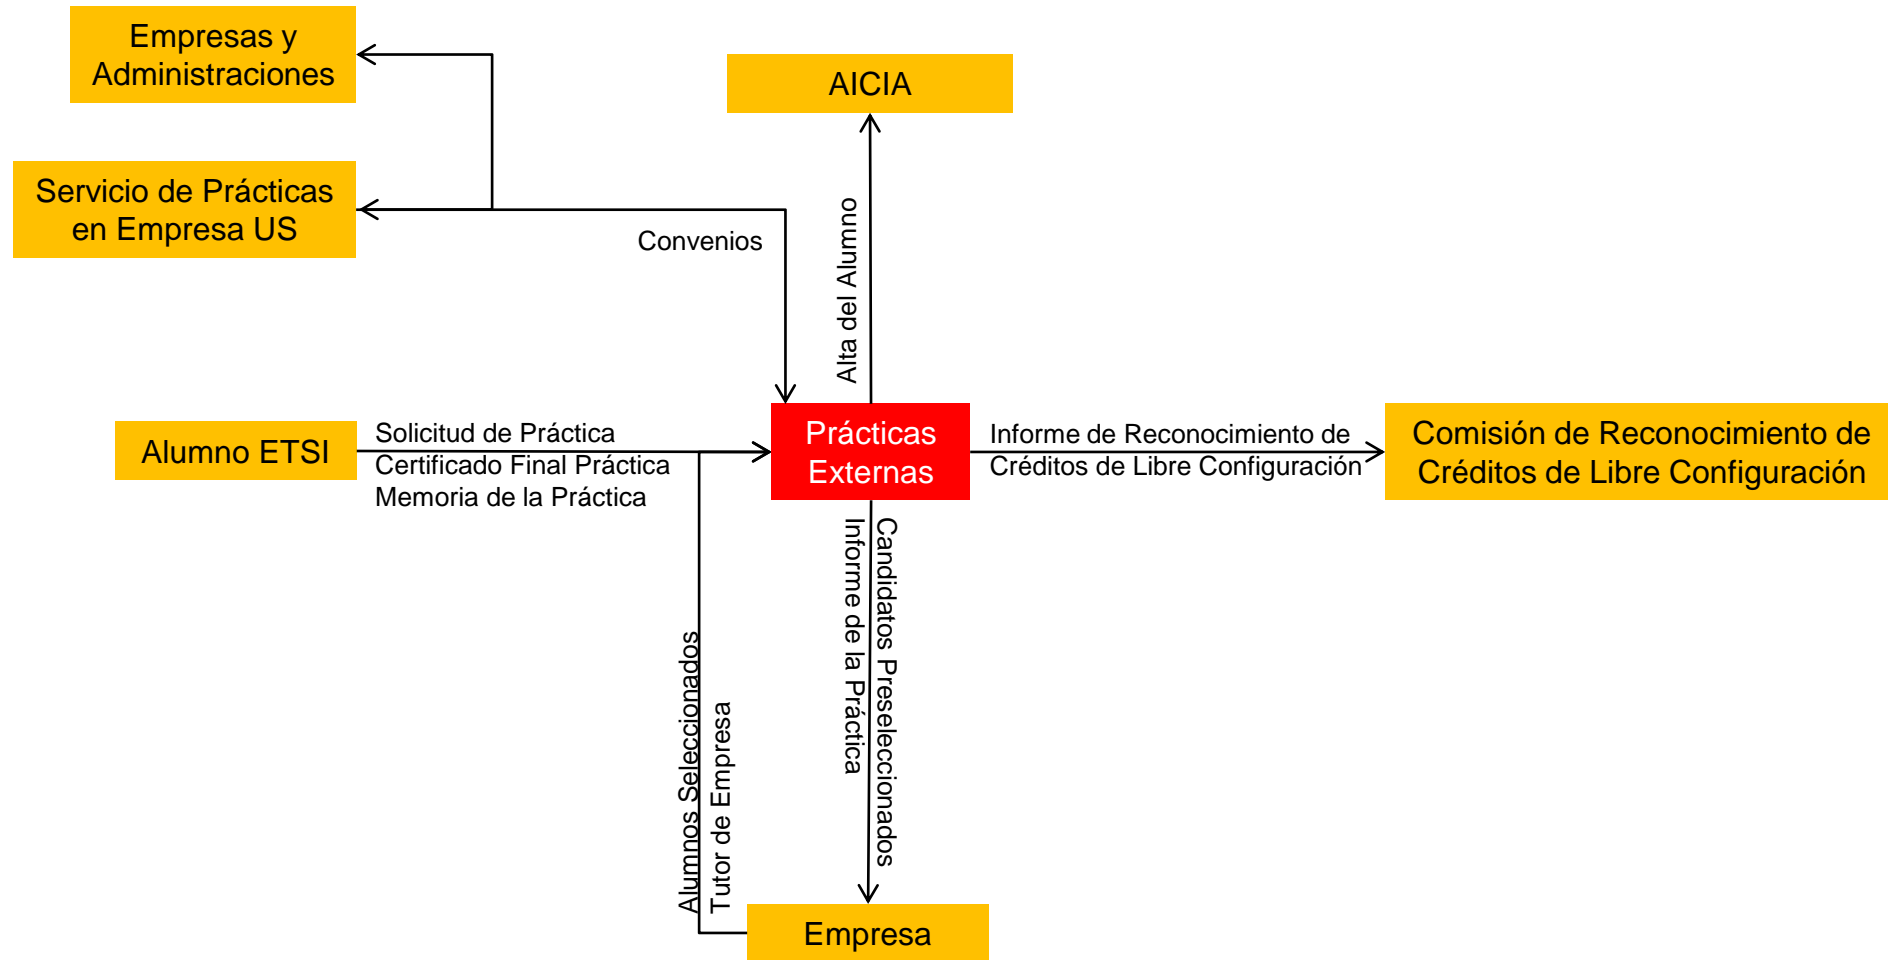 Empresas y
Administraciones
AICIA
Servicio de Prácticas
en Empresa US
Convenios
Alta del Alumno
Alumno ETSI
Solicitud de Práctica
Certificado Final Práctica
Memoria de la Práctica
Prácticas
Externas
Informe de Reconocimiento de
Créditos de Libre Configuración
Comisión de Reconocimiento de
Créditos de Libre Configuración
Candidatos Preseleccionados
Informe de la Práctica
Alumnos Seleccionados
Tutor de Empresa
Empresa